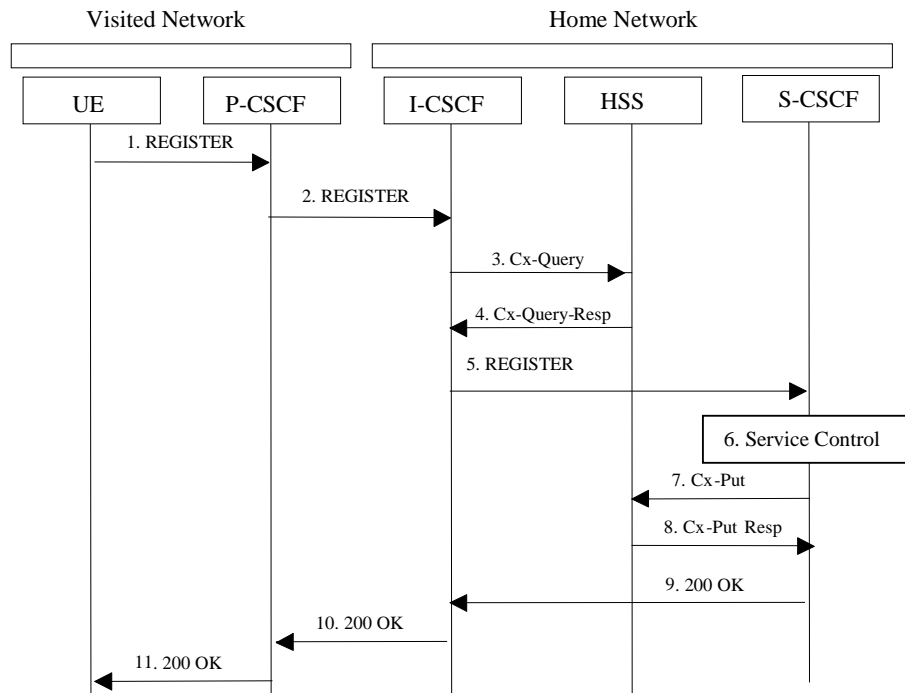 Visited Network
Home Network
UE
P-CSCF
I-CSCF
HSS
S-CSCF
1. REGISTER
2. REGISTER
3. Cx-Query
4. Cx-Query-Resp
5. REGISTER
6. Service Control
7. Cx-Put
8. Cx-Put Resp
9. 200 OK
10. 200 OK
11. 200 OK